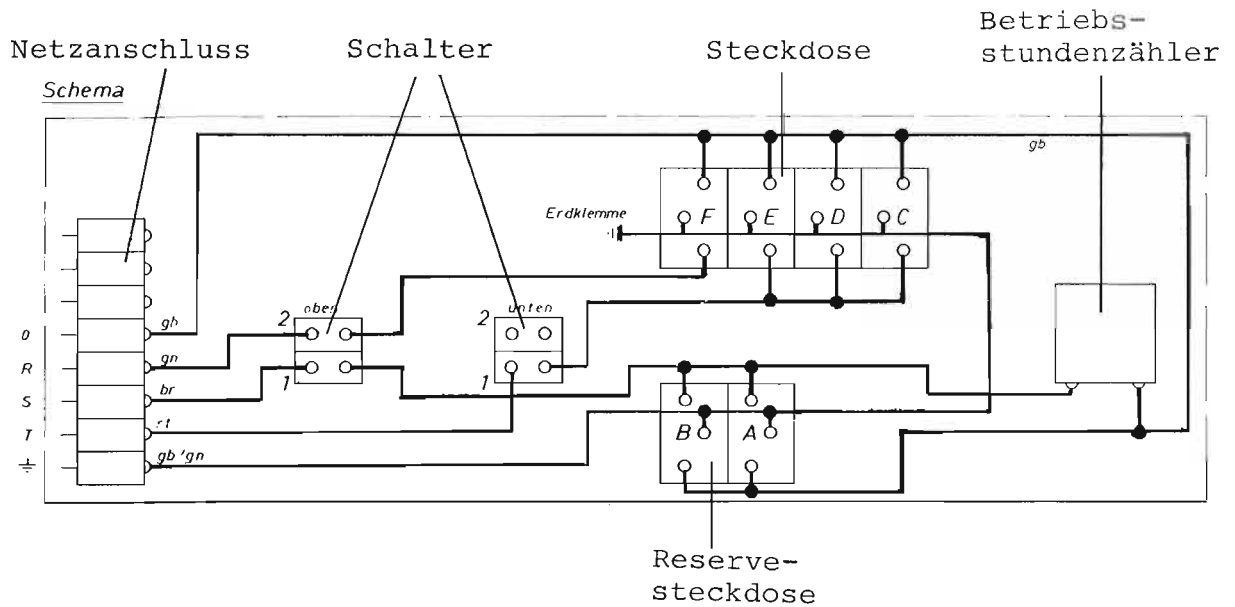 Netzanschluss
Schalter
Steckdose
Betriebs-
stundenzähler
Schema
gb
Erdklemme
F
E
D
C
2
oben
2
unten
0
gb
R
gn
1
1
S
br
T
rt
B
A
gb/gn
Reserve-
steckdose